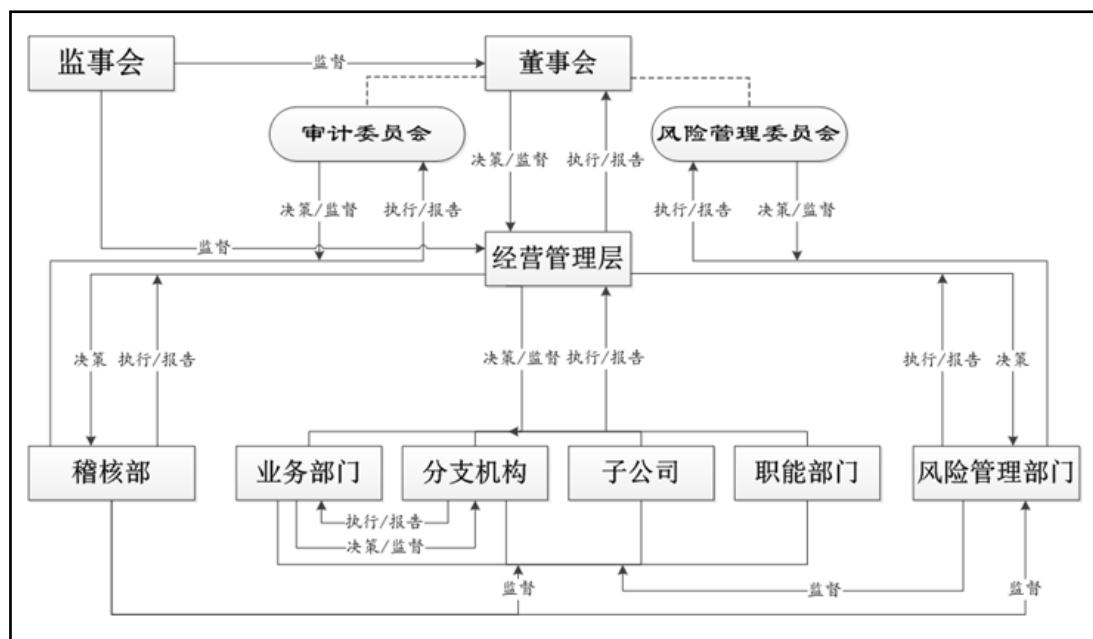 监事会
监督
董事会
审计委员会
风险管理委员会
决策/监督
执行/报告
决策/监督
执行/报告
执行/报告
决策/监督
监督
经营管理层
决策
执行/报告
决策/监督
执行/报告
执行/报告
决策
稽核部
业务部门
分支机构
子公司
职能部门
风险管理部门
执行/报告
决策/监督
监督
监督
监督